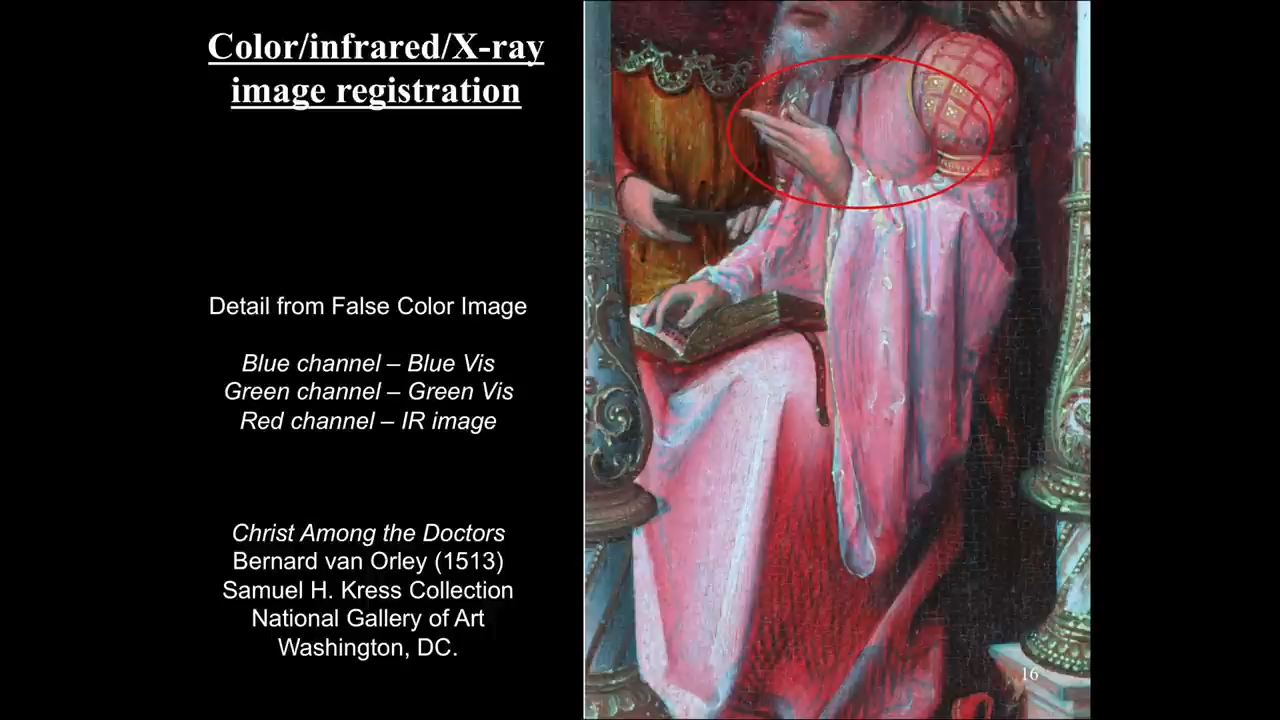 Color/infrared/X-ray
image registration
Detail from False Color Image
Blue channel – Blue Vis
Green channel – Green Vis
Red channel – IR image
Christ Among the Doctors
Bernard van Orley (1513)
Samuel H. Kress Collection
National Gallery of Art
Washington, DC.
16